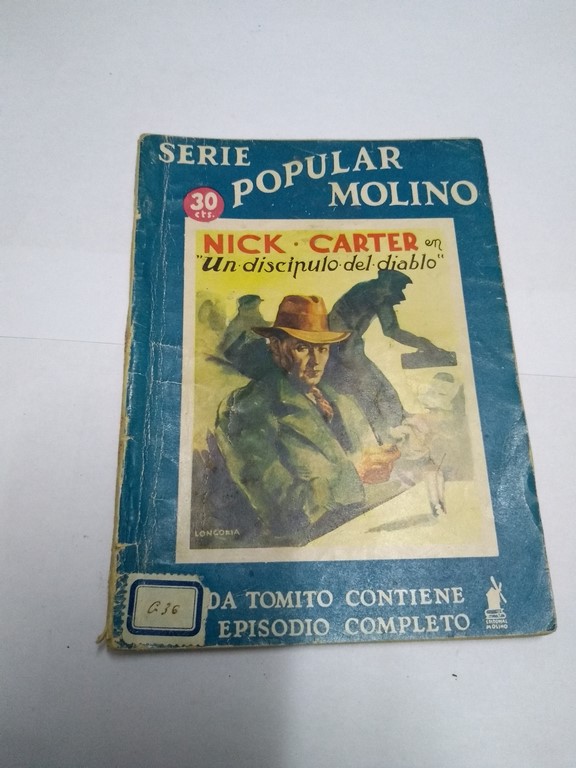 SERIE
POPULAR
MOLINO
30
cts.
NICK · CARTER en
"Un · discipulo · del · diablo"
LONGORIA
DA TOMITO CONTIENE
EPISODIO COMPLETO
EDITORIAL
MOLINO
C-36